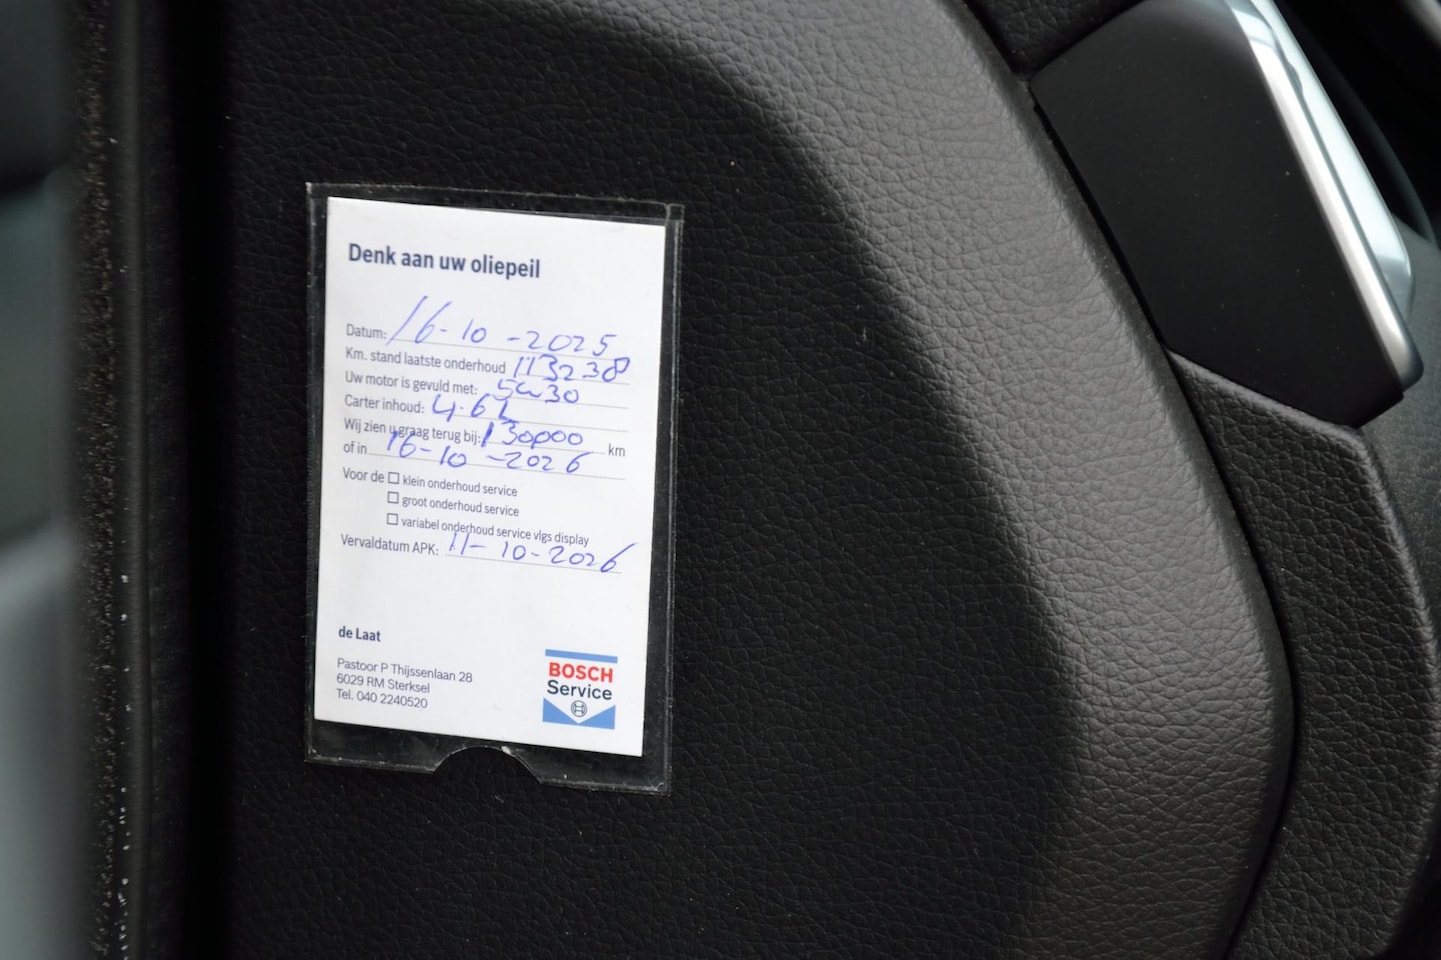 Denk aan uw oliepeil
Datum: 16-10-2025
Km. stand laatste onderhoud 113238
Uw motor is gevuld met: 5w30
Carter inhoud: 4.6L
Wij zien u graag terug bij: 130000 km
of in 16-10-2026
Voor de ☐ klein onderhoud service
☐ groot onderhoud service
☐ variabel onderhoud service vlgs display
Vervaldatum APK: 11-10-2026
de Laat
Pastoor P Thijssenlaan 28
6029 RM Sterksel
Tel. 040 2240520
BOSCH
Service